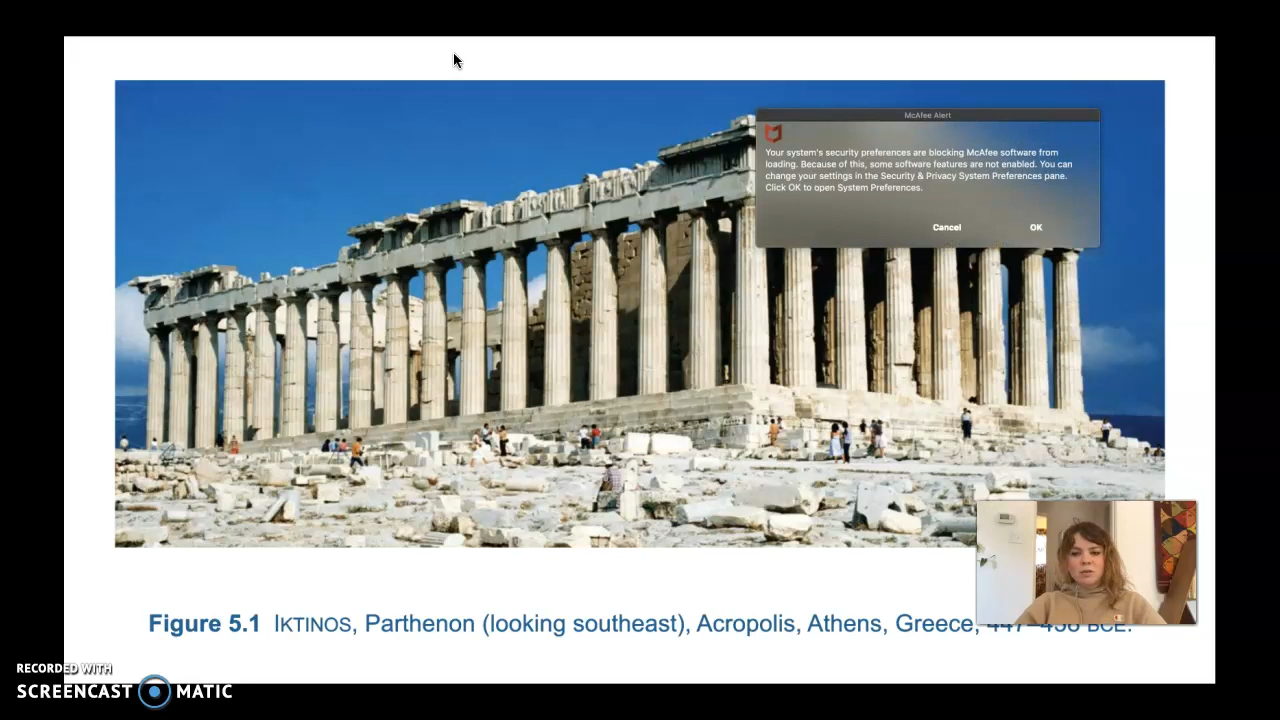 McAfee Alert
Your system's security preferences are blocking McAfee software from
loading. Because of this, some software features are not enabled. You can
change your settings in the Security & Privacy System Preferences pane.
Click OK to open System Preferences.
Cancel OK
Figure 5.1 IKTINOS, Parthenon (looking southeast), Acropolis, Athens, Greece, BCE.
RECORDED WITH
SCREENCAST MATIC